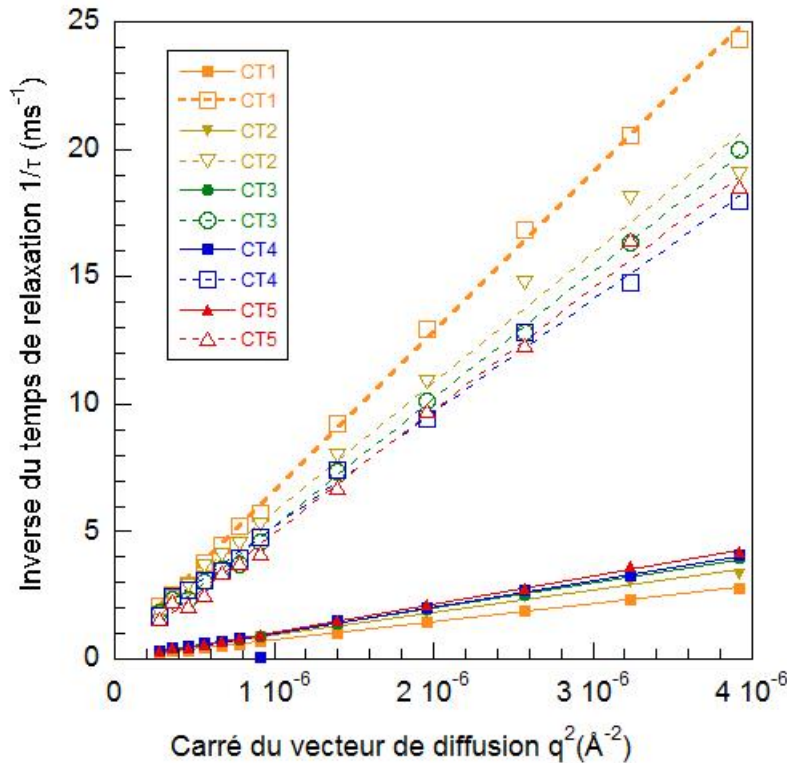 25
20
15
10
5
0
0
1 10⁻⁶
2 10⁻⁶
3 10⁻⁶
4 10⁻⁶
Inverse du temps de relaxation 1/τ (ms⁻¹)
Carré du vecteur de diffusion q²(Å⁻²)
CT1
CT1
CT2
CT2
CT3
CT3
CT4
CT4
CT5
CT5